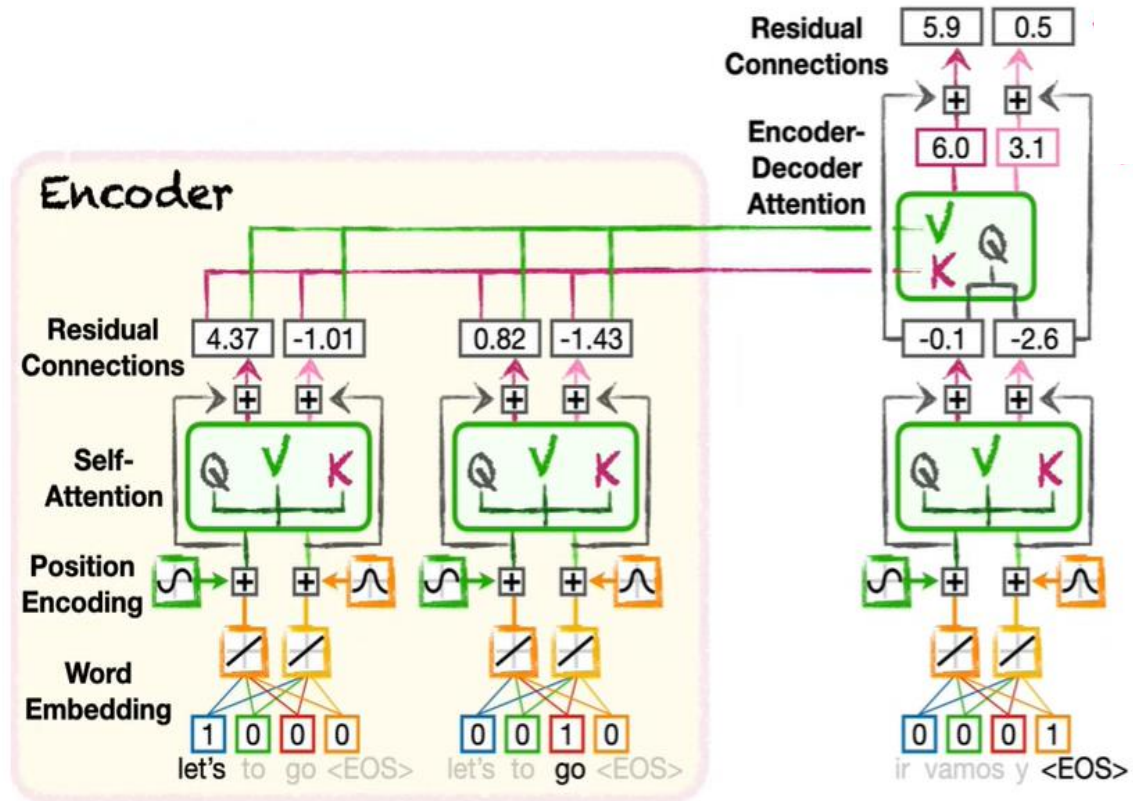 Residual Connections
5.9 0.5
+ +
Encoder-Decoder Attention
6.0 3.1
V Q
K
-0.1 -2.6
+ +
Q V K
+ +
0 0 0 1
ir vamos y <EOS>
Encoder
Residual Connections
4.37 -1.01 0.82 -1.43
+ + + +
Self-Attention
Q V K Q V K
Position Encoding
+ + + +
Word Embedding
1 0 0 0 0 0 1 0
let's to go <EOS> let's to go <EOS>